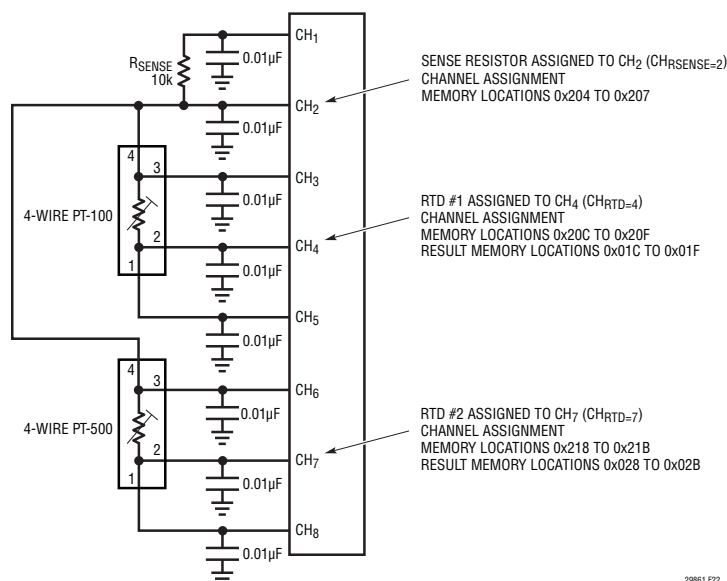 CH1
RSENSE
10k
0.01µF
SENSE RESISTOR ASSIGNED TO CH2 (CHRSENSE=2)
CHANNEL ASSIGNMENT
MEMORY LOCATIONS 0x204 TO 0x207
CH2
0.01µF
4
3
CH3
0.01µF
4-WIRE PT-100
RTD #1 ASSIGNED TO CH4 (CHRTD=4)
CHANNEL ASSIGNMENT
MEMORY LOCATIONS 0x20C TO 0x20F
RESULT MEMORY LOCATIONS 0x01C TO 0x01F
2
CH4
1
0.01µF
CH5
0.01µF
4
3
CH6
0.01µF
4-WIRE PT-500
RTD #2 ASSIGNED TO CH7 (CHRTD=7)
CHANNEL ASSIGNMENT
MEMORY LOCATIONS 0x218 TO 0x21B
RESULT MEMORY LOCATIONS 0x028 TO 0x02B
2
CH7
1
0.01µF
CH8
0.01µF
29861 F22